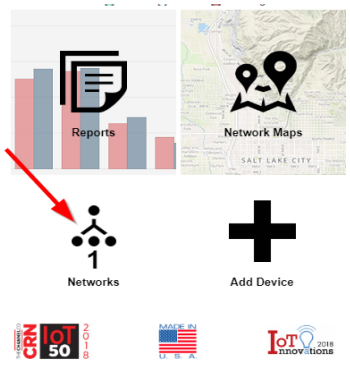 Reports
Network Maps
SALT LAKE CITY
1
Networks
Add Device
THE CHANNEL CO.
CRN
IoT
50
2018
MADE IN
U. S. A.
IoT
2018
Innovations